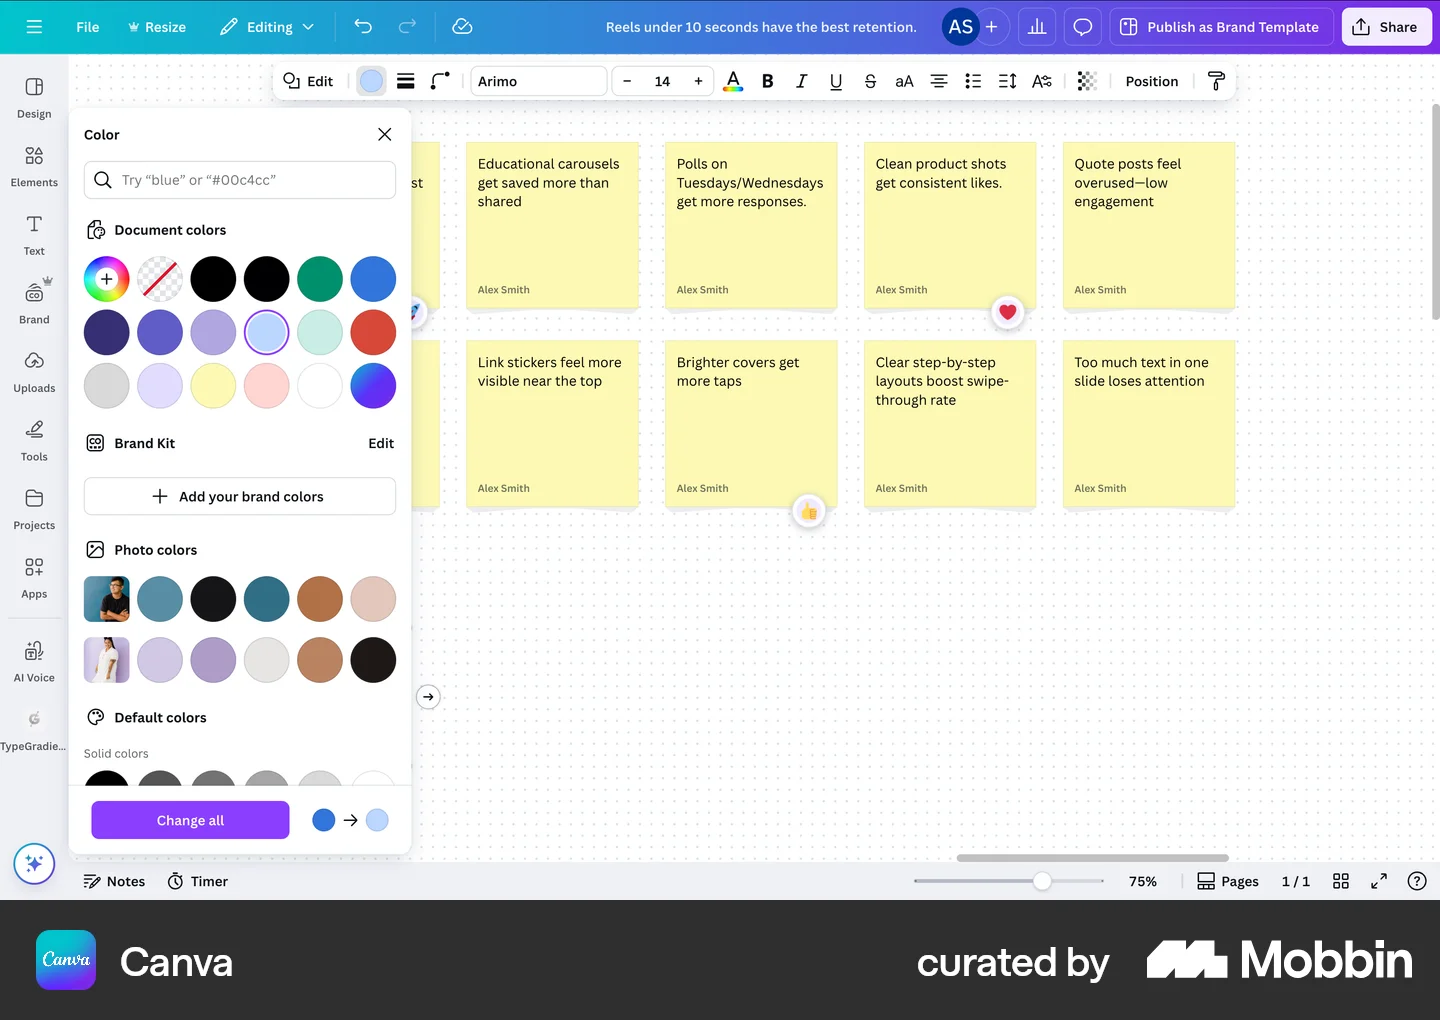 File
Resize
Editing
Reels under 10 seconds have the best retention.
AS
Publish as Brand Template
Share
Edit
Arimo
14
A
B
I
U
S
aA
Position
Design
Elements
Text
Brand
Uploads
Tools
Projects
Apps
AI Voice
TypeGradie...
Color
Try “blue” or “#00c4cc”
Document colors
Brand Kit
Edit
Add your brand colors
Photo colors
Default colors
Solid colors
Change all
st
Educational carousels
get saved more than
shared
Alex Smith
Polls on
Tuesdays/Wednesdays
get more responses.
Alex Smith
Clean product shots
get consistent likes.
Alex Smith
Quote posts feel
overused—low
engagement
Alex Smith
Link stickers feel more
visible near the top
Alex Smith
Brighter covers get
more taps
Alex Smith
Clear step-by-step
layouts boost swipe-
through rate
Alex Smith
Too much text in one
slide loses attention
Alex Smith
Notes
Timer
75%
Pages
1 / 1
Canva
Canva
curated by
Mobbin